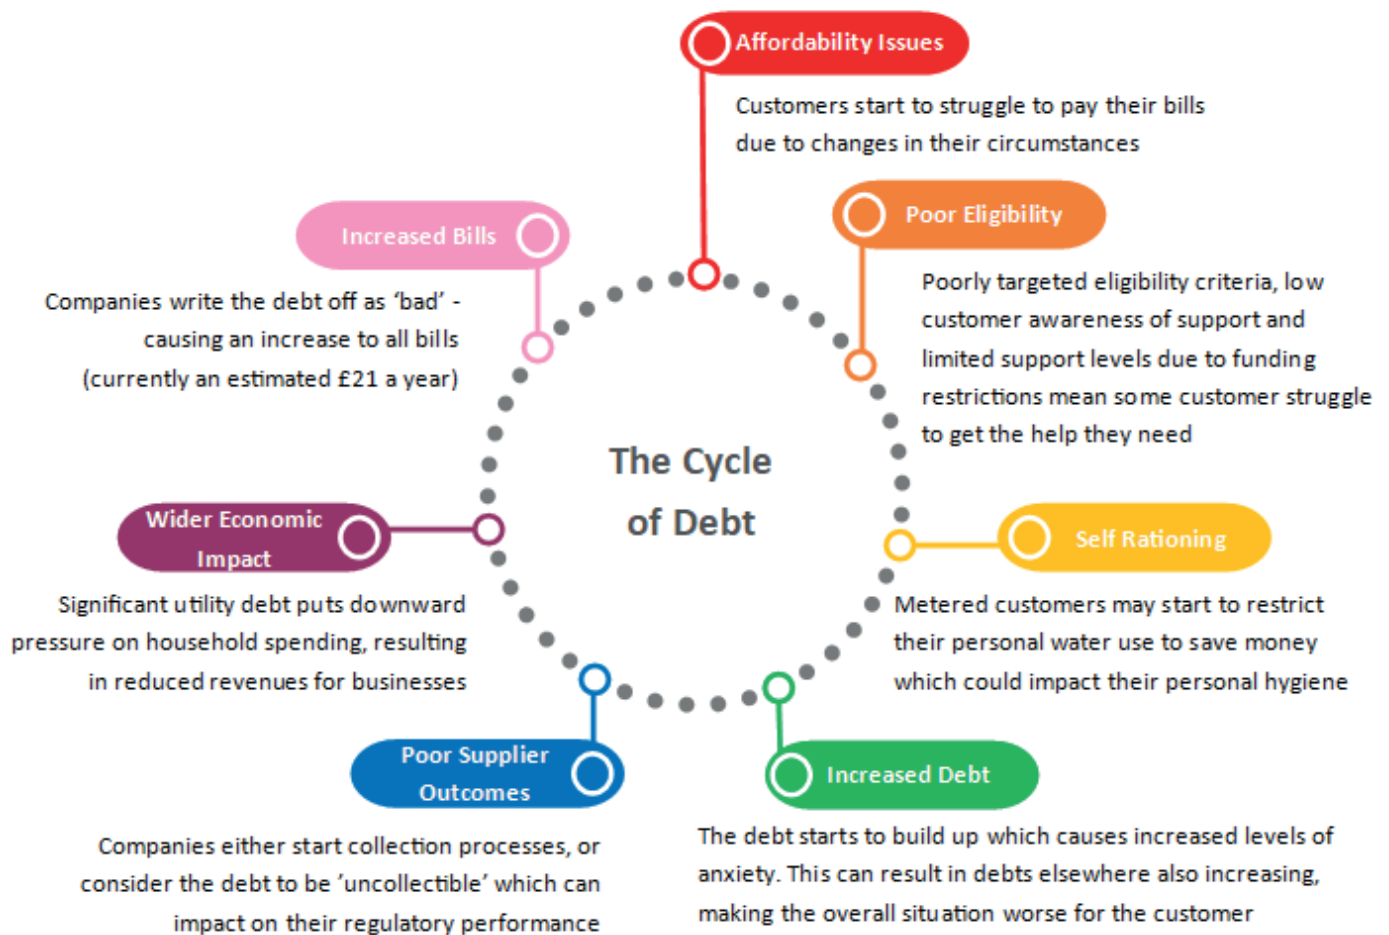 Affordability Issues
Customers start to struggle to pay their bills
due to changes in their circumstances
Poor Eligibility
Poorly targeted eligibility criteria, low
customer awareness of support and
limited support levels due to funding
restrictions mean some customer struggle
to get the help they need
Self Rationing
Metered customers may start to restrict
their personal water use to save money
which could impact their personal hygiene
Increased Debt
The debt starts to build up which causes increased levels of
anxiety. This can result in debts elsewhere also increasing,
making the overall situation worse for the customer
Poor Supplier
Outcomes
Companies either start collection processes, or
consider the debt to be ’uncollectible’ which can
impact on their regulatory performance
Wider Economic
Impact
Significant utility debt puts downward
pressure on household spending, resulting
in reduced revenues for businesses
Increased Bills
Companies write the debt off as ‘bad’ -
causing an increase to all bills
(currently an estimated £21 a year)
The Cycle
of Debt